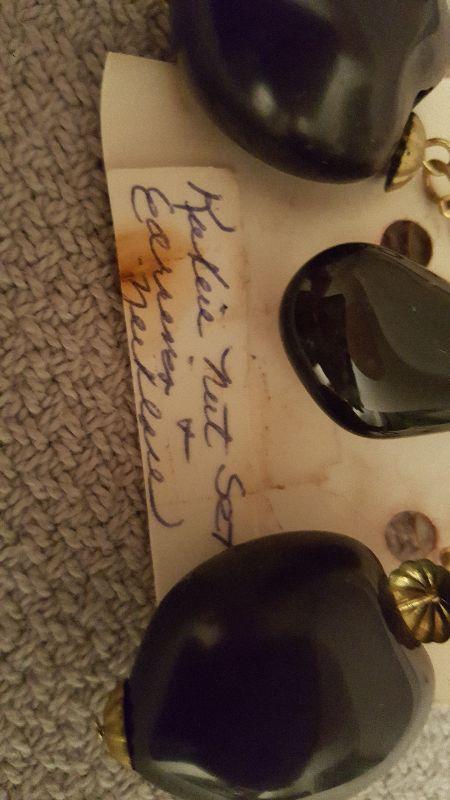 Kukui Nut Set
Earrings +
Necklace